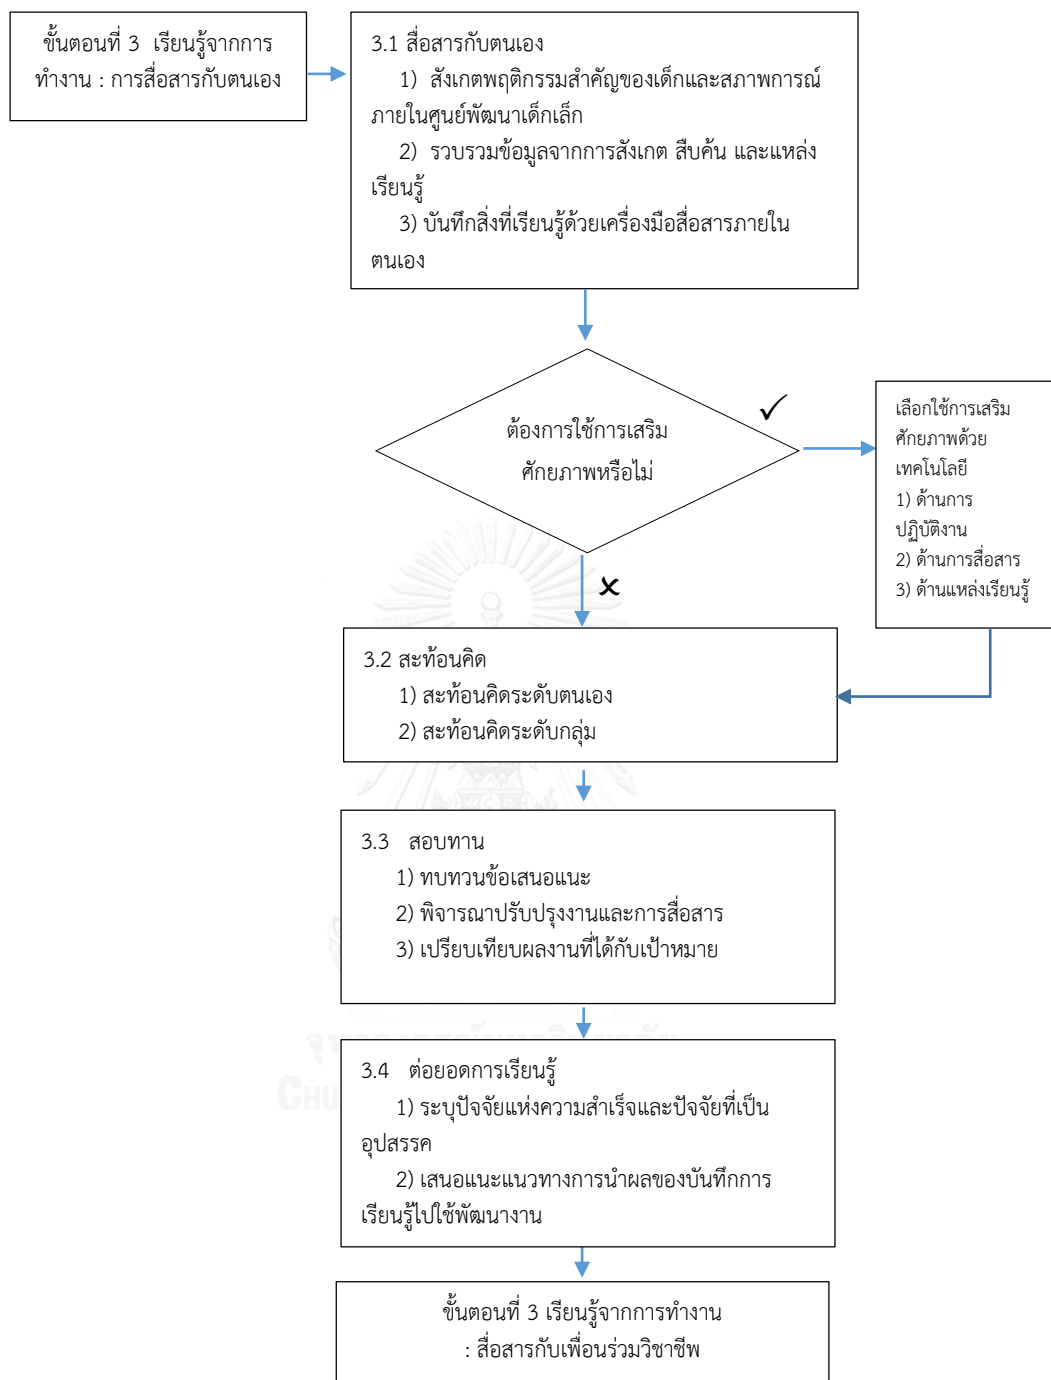 ขั้นตอนที่ 3 เรียนรู้จากการ
ทำงาน : การสื่อสารกับตนเอง
3.1 สื่อสารกับตนเอง
1) สังเกตพฤติกรรมสำคัญของเด็กและสภาพการณ์
ภายในศูนย์พัฒนาเด็กเล็ก
2) รวบรวมข้อมูลจากการสังเกต สืบค้น และแหล่ง
เรียนรู้
3) บันทึกสิ่งที่เรียนรู้ด้วยเครื่องมือสื่อสารภายใน
ตนเอง
ต้องการใช้การเสริม
ศักยภาพหรือไม่
เลือกใช้การเสริม
ศักยภาพด้วย
เทคโนโลยี
1) ด้านการ
ปฏิบัติงาน
2) ด้านการสื่อสาร
3) ด้านแหล่งเรียนรู้
3.2 สะท้อนคิด
1) สะท้อนคิดระดับตนเอง
2) สะท้อนคิดระดับกลุ่ม
3.3 สอบทาน
1) ทบทวนข้อเสนอแนะ
2) พิจารณาปรับปรุงงานและการสื่อสาร
3) เปรียบเทียบผลงานที่ได้กับเป้าหมาย
3.4 ต่อยอดการเรียนรู้
1) ระบุปัจจัยแห่งความสำเร็จและปัจจัยที่เป็น
อุปสรรค
2) เสนอแนะแนวทางการนำผลของบันทึกการ
เรียนรู้ไปใช้พัฒนางาน
ขั้นตอนที่ 3 เรียนรู้จากการทำงาน
: สื่อสารกับเพื่อนร่วมวิชาชีพ